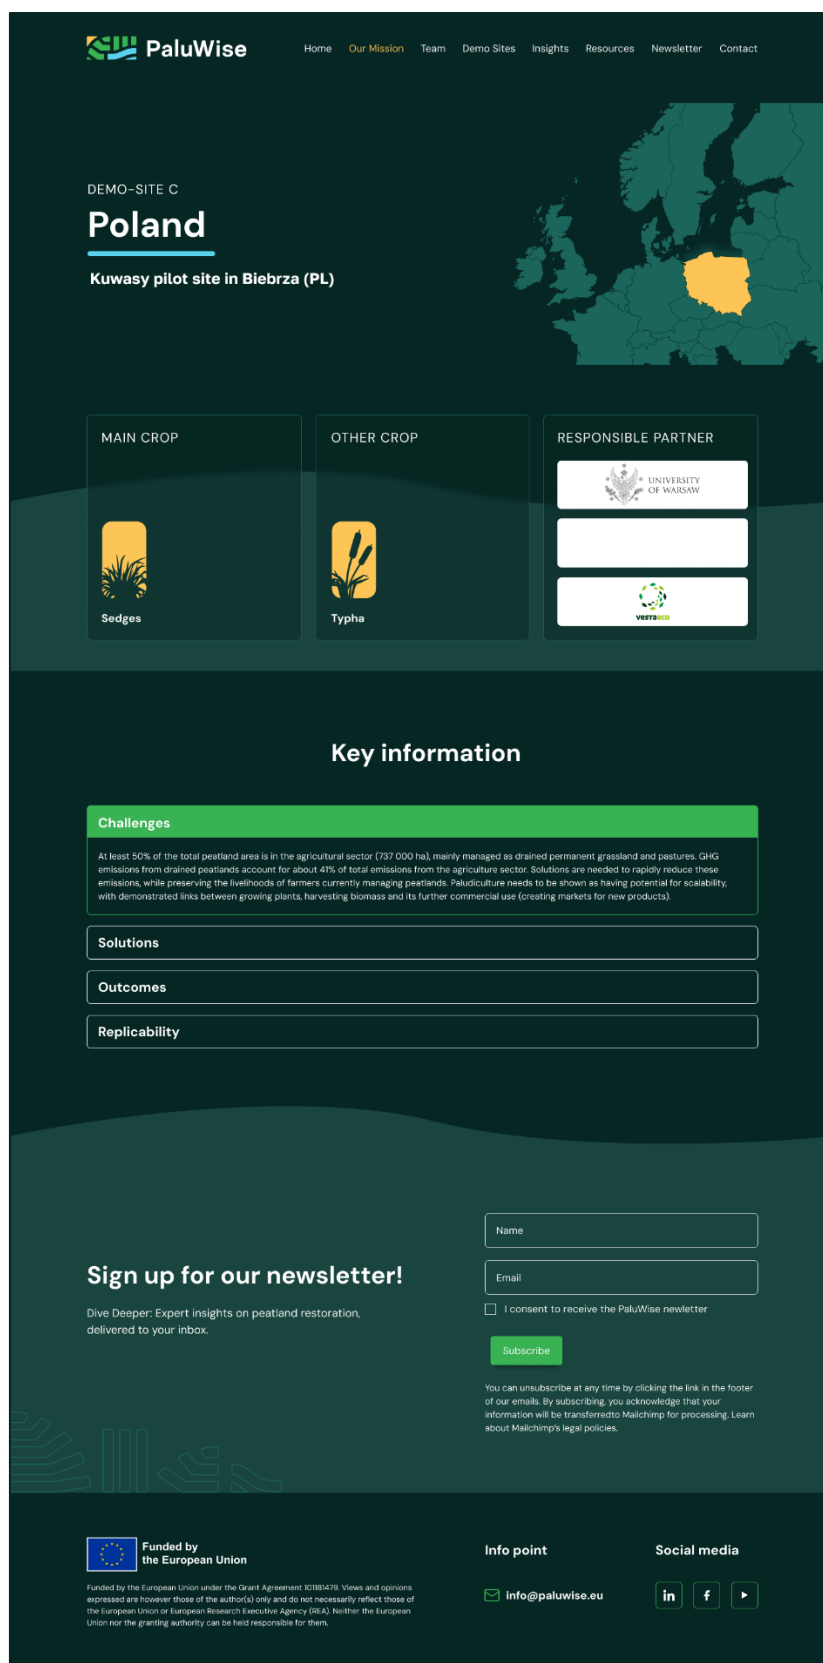 PaluWise
Home Our Mission Team Demo Sites Insights Resources Newsletter Contact
DEMO-SITE C
Poland
Kuwasy pilot site in Biebrza (PL)
MAIN CROP
Sedges
OTHER CROP
Typha
RESPONSIBLE PARTNER
UNIVERSITY
OF WARSAW
vestaeco
Key information
Challenges
At least 50% of the total peatland area is in the agricultural sector (737 000 ha), mainly managed as drained permanent grassland and pastures. GHG
emissions from drained peatlands account for about 41% of total emissions from the agriculture sector. Solutions are needed to rapidly reduce these
emissions, while preserving the livelihoods of farmers currently managing peatlands. Paludiculture needs to be shown as having potential for scalability,
with demonstrated links between growing plants, harvesting biomass and its further commercial use (creating markets for new products).
Solutions
Outcomes
Replicability
Sign up for our newsletter!
Dive Deeper: Expert insights on peatland restoration,
delivered to your inbox.
Name
Email
I consent to receive the PaluWise newletter
Subscribe
You can unsubscribe at any time by clicking the link in the footer
of our emails. By subscribing, you acknowledge that your
information will be transferredto Mailchimp for processing. Learn
about Mailchimp's legal policies.
Funded by
the European Union
Funded by the European Union under the Grant Agreement 101181479. Views and opinions
expressed are however those of the author(s) only and do not necessarily reflect those of
the European Union or European Research Executive Agency (REA). Neither the European
Union nor the granting authority can be held responsible for them.
Info point
info@paluwise.eu
Social media
in f